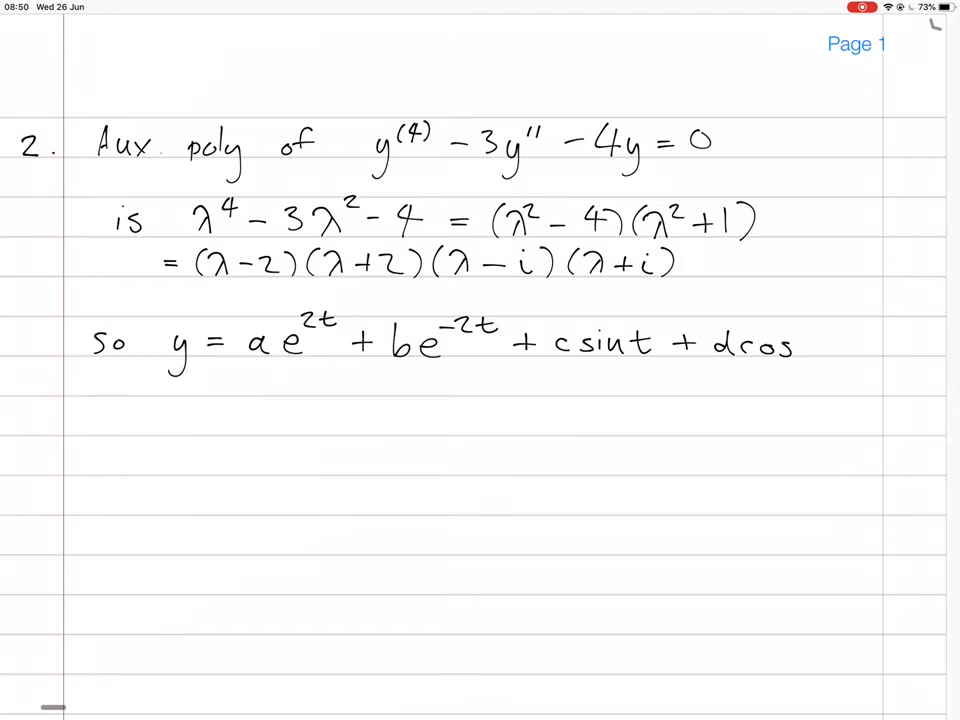 08:50 Wed 26 Jun 73%
Page 1
2. Aux. poly of y⁽⁴⁾ - 3y'' - 4y = 0
is λ⁴ - 3λ² - 4 = (λ² - 4)(λ² + 1)
= (λ - 2)(λ + 2)(λ - i)(λ + i)
so y = ae²ᵗ + be⁻²ᵗ + c sin t + d cos